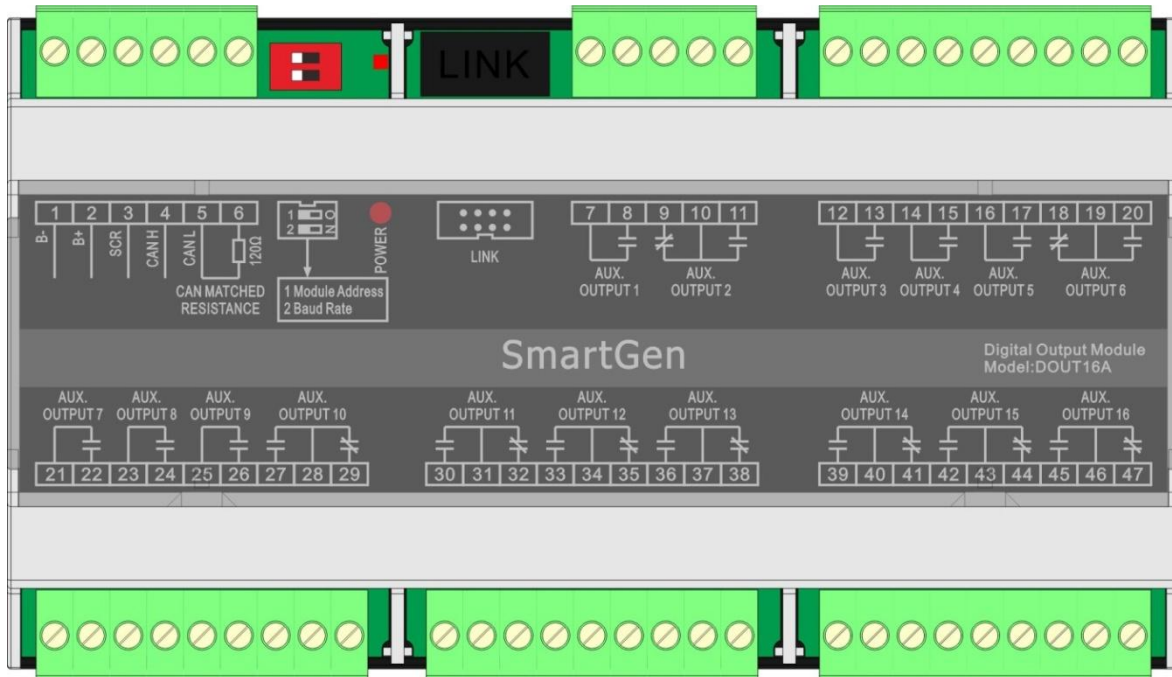 LINK
1 2 3 4 5 6
B-
B+
SCR
CAN H
CAN L
120Ω
CAN MATCHED
RESISTANCE
1
2
ON
1 Module Address
2 Baud Rate
POWER
LINK
7 8 9 10 11
AUX.
OUTPUT 1
AUX.
OUTPUT 2
12 13 14 15 16 17 18 19 20
AUX.
OUTPUT 3
AUX.
OUTPUT 4
AUX.
OUTPUT 5
AUX.
OUTPUT 6
SmartGen
Digital Output Module
Model:DOUT16A
AUX.
OUTPUT 7
AUX.
OUTPUT 8
AUX.
OUTPUT 9
AUX.
OUTPUT 10
21 22 23 24 25 26 27 28 29
AUX.
OUTPUT 11
AUX.
OUTPUT 12
AUX.
OUTPUT 13
30 31 32 33 34 35 36 37 38
AUX.
OUTPUT 14
AUX.
OUTPUT 15
AUX.
OUTPUT 16
39 40 41 42 43 44 45 46 47